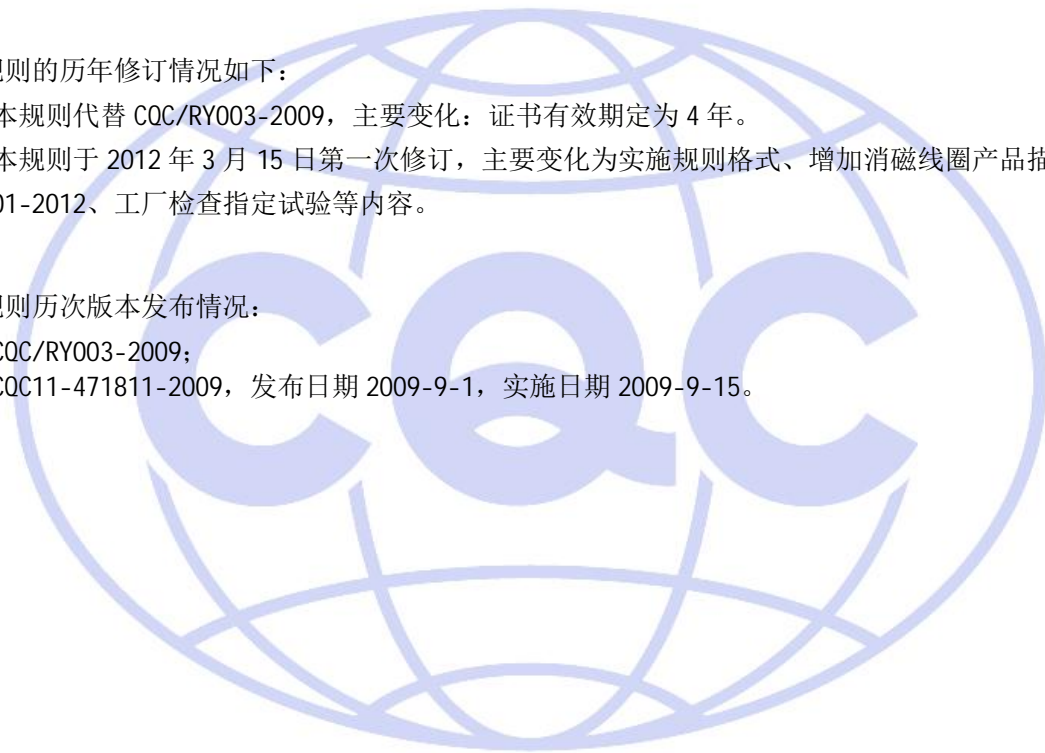 规则的历年修订情况如下：
本规则代替 CQC/RY003-2009，主要变化：证书有效期定为 4 年。
本规则于 2012 年 3 月 15 日第一次修订，主要变化为实施规则格式、增加消磁线圈产品描
01-2012、工厂检查指定试验等内容。
规则历次版本发布情况：
CQC/RY003-2009；
CQC11-471811-2009，发布日期 2009-9-1，实施日期 2009-9-15。
CQC